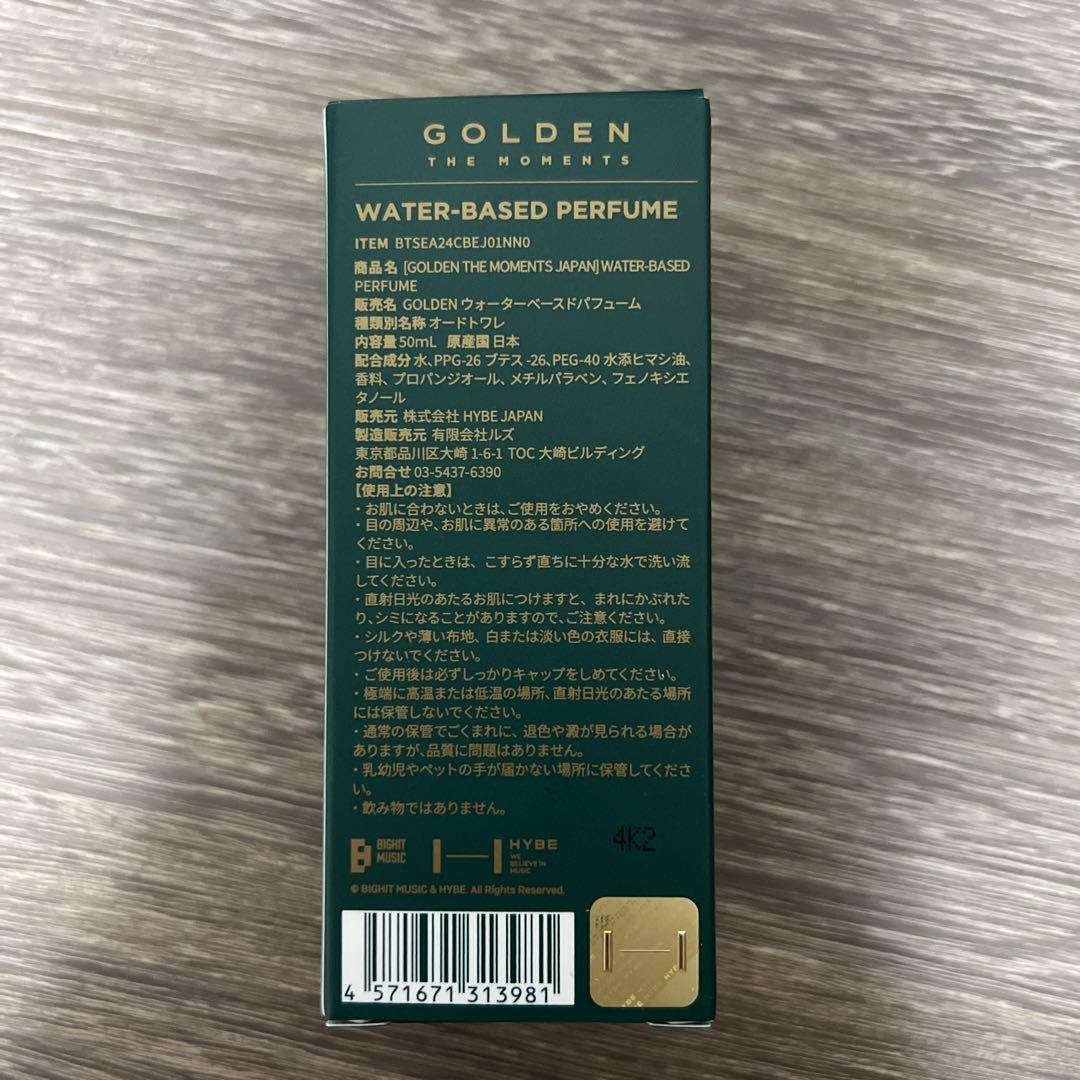 GOLDEN
THE MOMENTS
WATER-BASED PERFUME
ITEM BTSEA24CBEJ01NN0
商品名 [GOLDEN THE MOMENTS JAPAN] WATER-BASED
PERFUME
販売名 GOLDEN ウォーターベースドパフューム
種類別名称 オードトワレ
内容量 50mL 原産国 日本
配合成分 水、PPG-26 ブテス -26、PEG-40 水添ヒマシ油、
香料、プロパンジオール、メチルパラベン、フェノキシエ
タノール
販売元 株式会社 HYBE JAPAN
製造販売元 有限会社ルズ
東京都品川区大崎 1-6-1 TOC 大崎ビルディング
お問合せ 03-5437-6390
【使用上の注意】
・お肌に合わないときは、ご使用をおやめください。
・目の周辺や、お肌に異常のある箇所への使用を避けて
ください。
・目に入ったときは、こすらず直ちに十分な水で洗い流
してください。
・直射日光のあたるお肌につけますと、まれにかぶれた
り、シミになることがありますので、ご注意ください。
・シルクや薄い布地、白または淡い色の衣服には、直接
つけないでください。
・ご使用後は必ずしっかりキャップをしめてください。
・極端に高温または低温の場所、直射日光のあたる場所
には保管しないでください。
・通常の保管でごくまれに、退色や澱が見られる場合が
ありますが、品質に問題はありません。
・乳幼児やペットの手が届かない場所に保管してくださ
い。
・飲み物ではありません。
BIGHIT
MUSIC
HYBE
WE
BELIEVE IN
MUSIC
4K2
© BIGHIT MUSIC & HYBE. All Rights Reserved.
4 571671 313981
HYBE